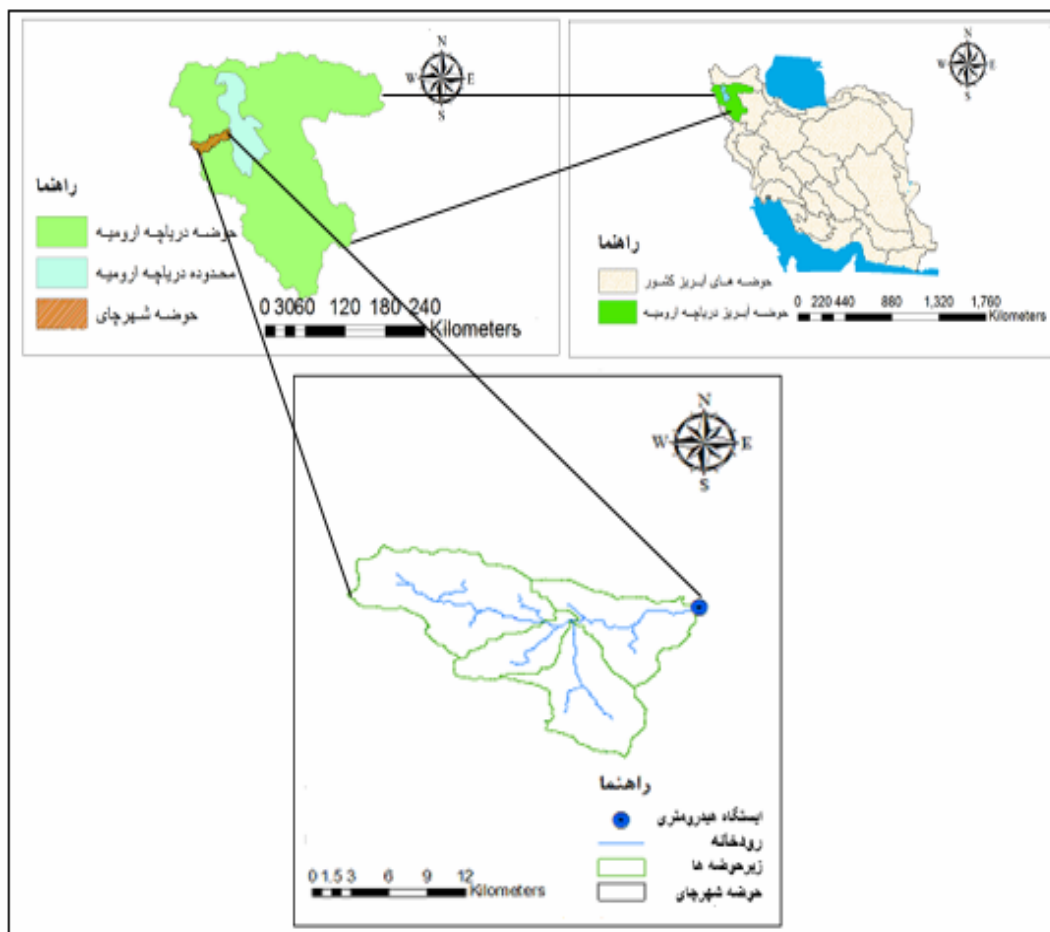 N
W E
S
راهنما
حوضه های آبریز کشور
حوضه آبریز دریاچه ارومیه
0 220 440 880 1,320 1,760
Kilometers
N
W E
S
راهنما
حوضه دریاچه ارومیه
محدوده دریاچه ارومیه
حوضه شهرچای
0 3060 120 180 240
Kilometers
N
W E
S
راهنما
ایستگاه هیدرومتری
رودخانه
زیرحوضه ها
حوضه شهرچای
0 1.5 3 6 9 12
Kilometers